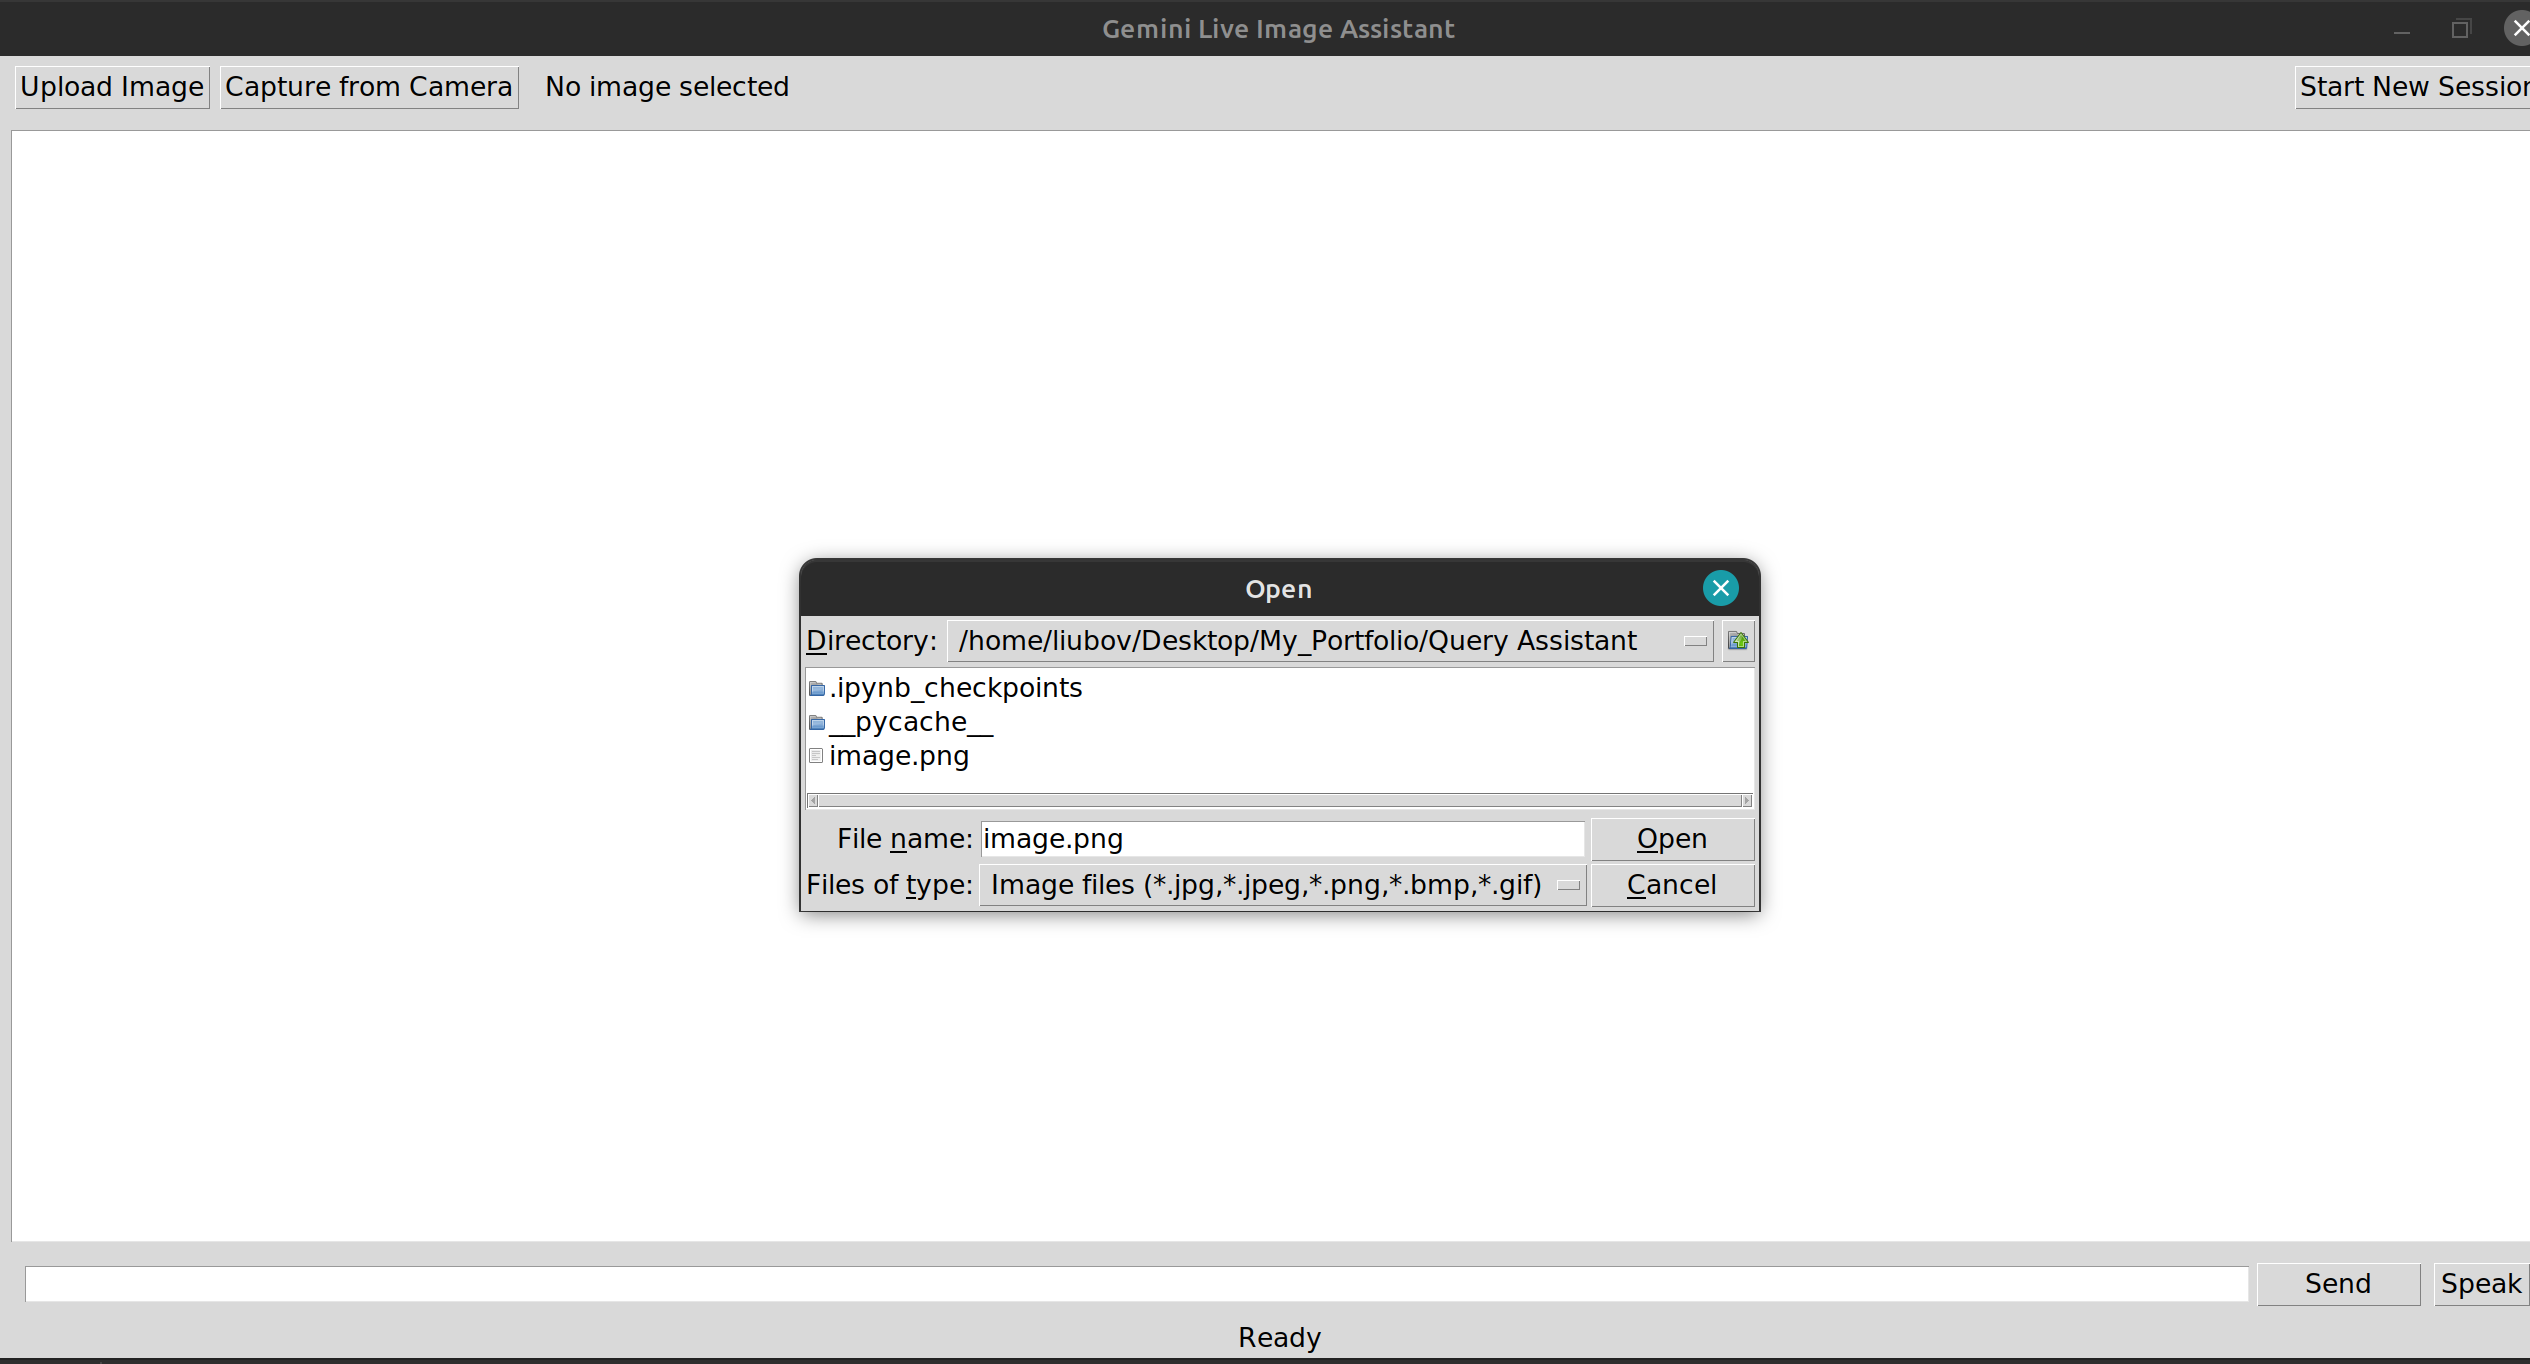 Gemini Live Image Assistant
Upload Image Capture from Camera No image selected Start New Session
Open
Directory: /home/liubov/Desktop/My_Portfolio/Query Assistant
.ipynb_checkpoints
__pycache__
image.png
File name: image.png Open
Files of type: Image files (*.jpg,*.jpeg,*.png,*.bmp,*.gif) Cancel
Send Speak
Ready